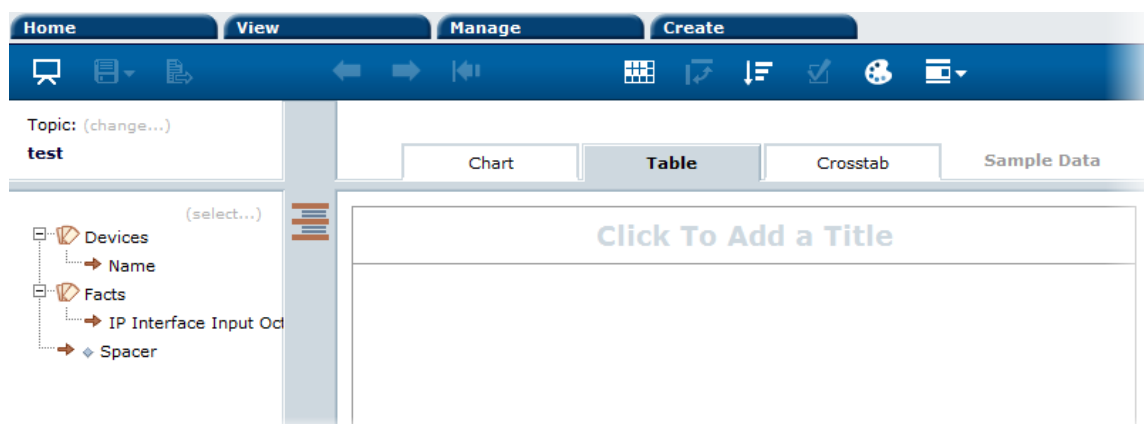 Home View Manage Create
Topic: (change...)
test
Chart Table Crosstab Sample Data
(select...)
Devices
Name
Facts
IP Interface Input Oct
Spacer
Click To Add a Title